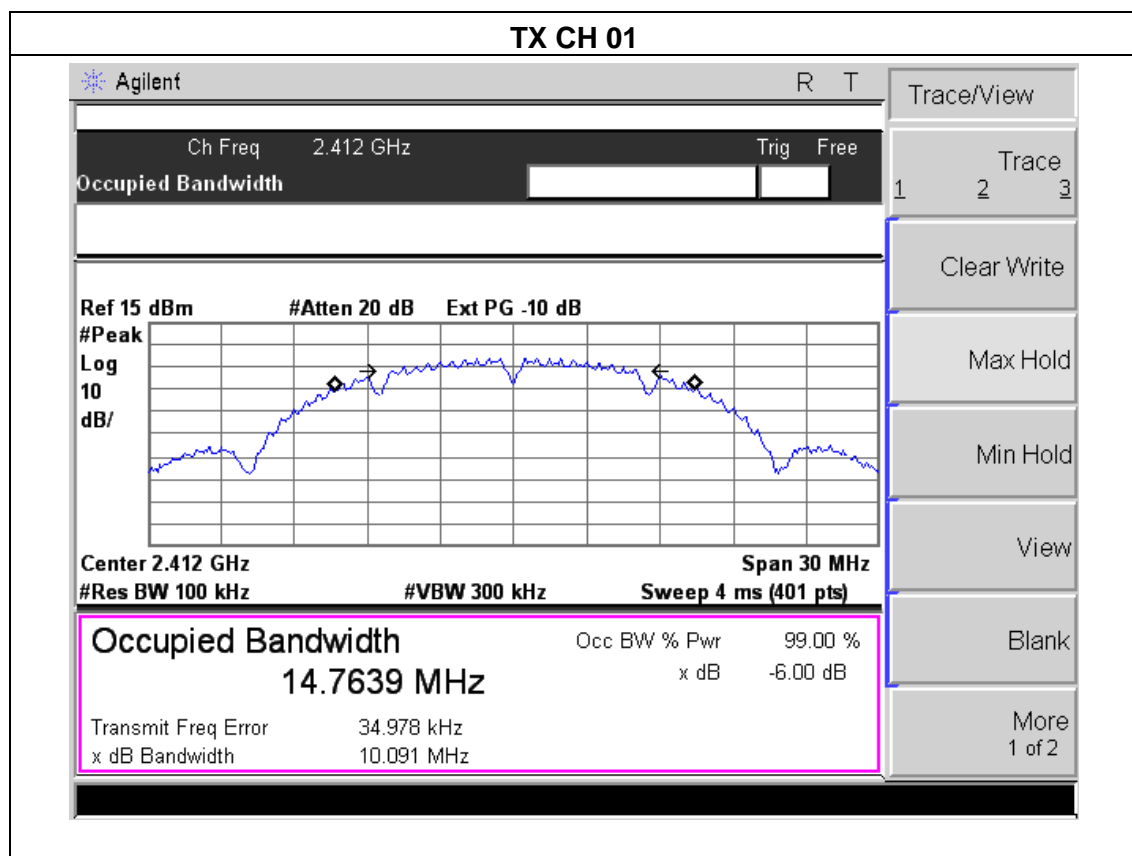 TX CH 01
Agilent R T
Trace/View
Ch Freq 2.412 GHz Trig Free
Occupied Bandwidth
Trace
1 2 3
Clear Write
Ref 15 dBm #Atten 20 dB Ext PG -10 dB
#Peak
Log
10
dB/
Max Hold
Min Hold
View
Center 2.412 GHz Span 30 MHz
#Res BW 100 kHz #VBW 300 kHz Sweep 4 ms (401 pts)
Occupied Bandwidth Occ BW % Pwr 99.00 %
14.7639 MHz x dB -6.00 dB
Blank
Transmit Freq Error 34.978 kHz
x dB Bandwidth 10.091 MHz
More
1 of 2